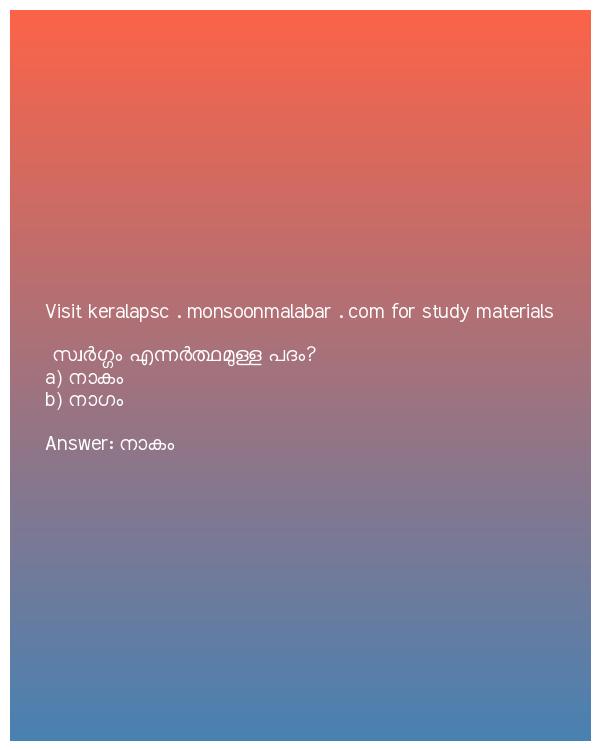 Visit keralapsc .monsoonmalabar .com for study materials
സ്വർഗ്ഗം എന്നർത്ഥമുള്ള പദം?
a) നാകം
b) നാഗം
Answer: നാകം